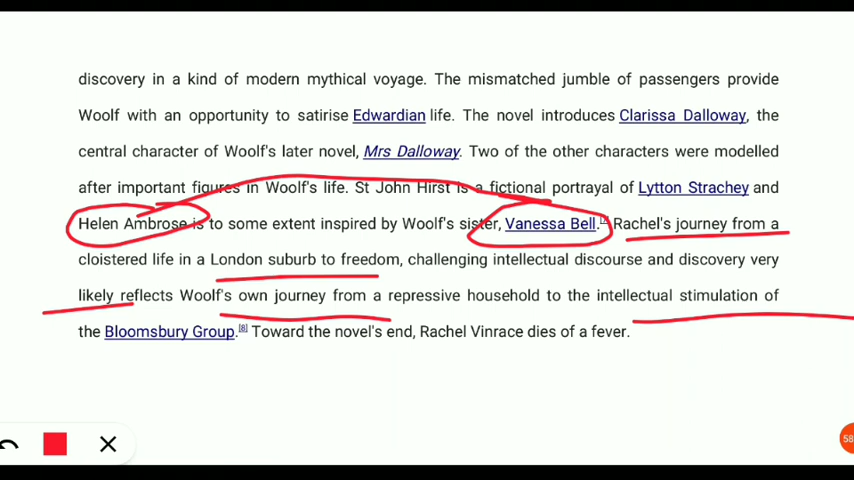 discovery in a kind of modern mythical voyage. The mismatched jumble of passengers provide
Woolf with an opportunity to satirise Edwardian life. The novel introduces Clarissa Dalloway, the
central character of Woolf's later novel, Mrs Dalloway. Two of the other characters were modelled
after important figures in Woolf's life. St John Hirst is a fictional portrayal of Lytton Strachey and
Helen Ambrose is to some extent inspired by Woolf's sister, Vanessa Bell.[7] Rachel's journey from a
cloistered life in a London suburb to freedom, challenging intellectual discourse and discovery very
likely reflects Woolf's own journey from a repressive household to the intellectual stimulation of
the Bloomsbury Group.[8] Toward the novel's end, Rachel Vinrace dies of a fever.
58